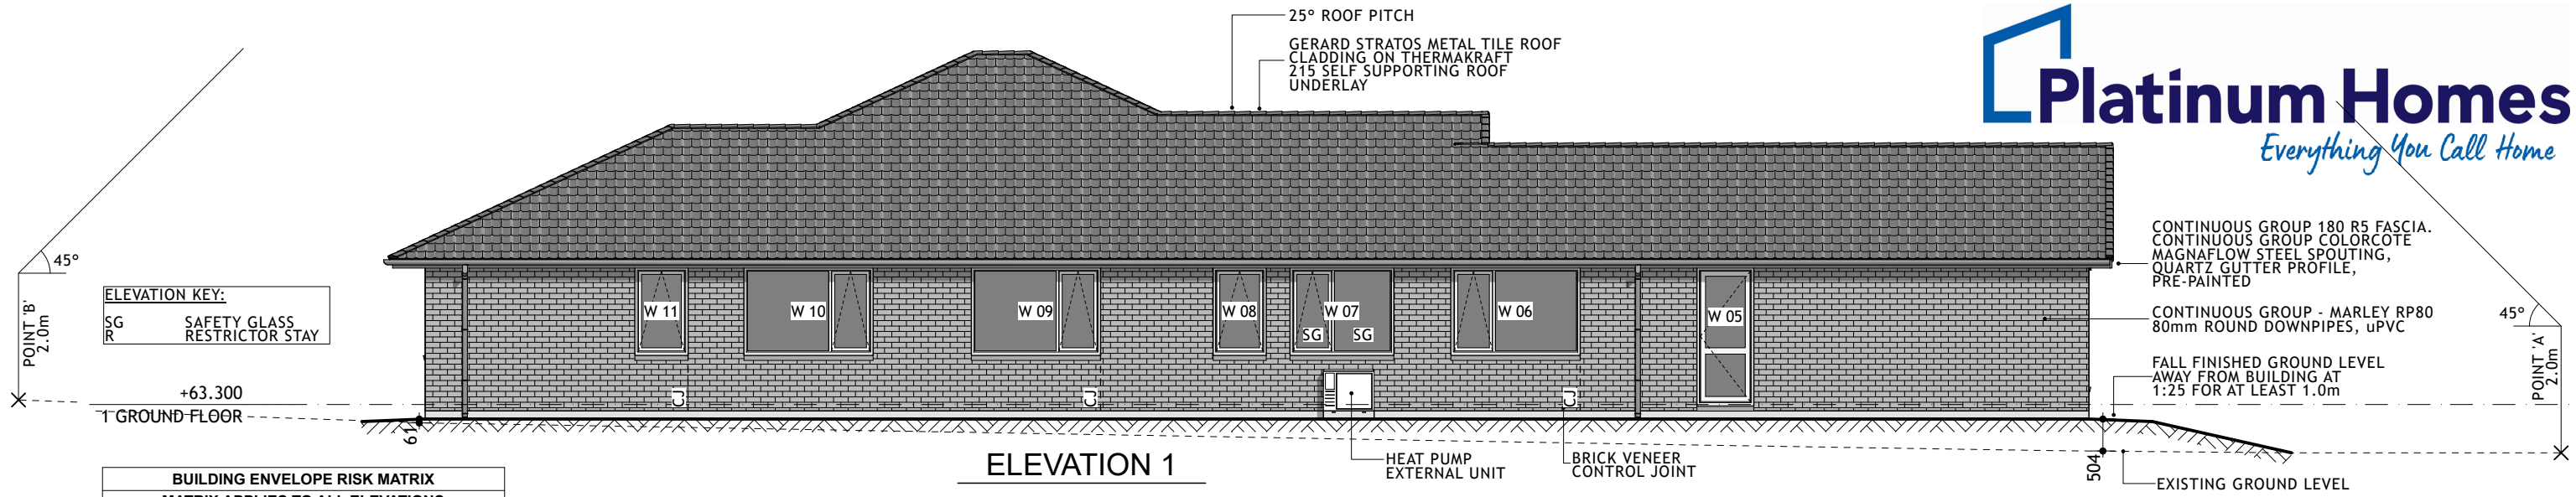 25° ROOF PITCH
GERARD STRATOS METAL TILE ROOF
CLADDING ON THERMAKRAFT
215 SELF SUPPORTING ROOF
UNDERLAY
Platinum Homes
Everything You Call Home
45°
POINT 'B'
2.0m
ELEVATION KEY:
SG SAFETY GLASS
R RESTRICTOR STAY
+63.300
1 GROUND FLOOR
61
W 11
W 10
W 09
W 08
W 07
SG SG
W 06
W 05
CJ
CJ
CJ
CONTINUOUS GROUP 180 R5 FASCIA.
CONTINUOUS GROUP COLORCOTE
MAGNAFLOW STEEL SPOUTING,
QUARTZ GUTTER PROFILE,
PRE-PAINTED
CONTINUOUS GROUP - MARLEY RP80
80mm ROUND DOWNPIPES, uPVC
FALL FINISHED GROUND LEVEL
AWAY FROM BUILDING AT
1:25 FOR AT LEAST 1.0m
45°
POINT 'A'
2.0m
504
EXISTING GROUND LEVEL
HEAT PUMP
EXTERNAL UNIT
BRICK VENEER
CONTROL JOINT
ELEVATION 1
BUILDING ENVELOPE RISK MATRIX
MATRIX APPLIES TO ALL ELEVATIONS